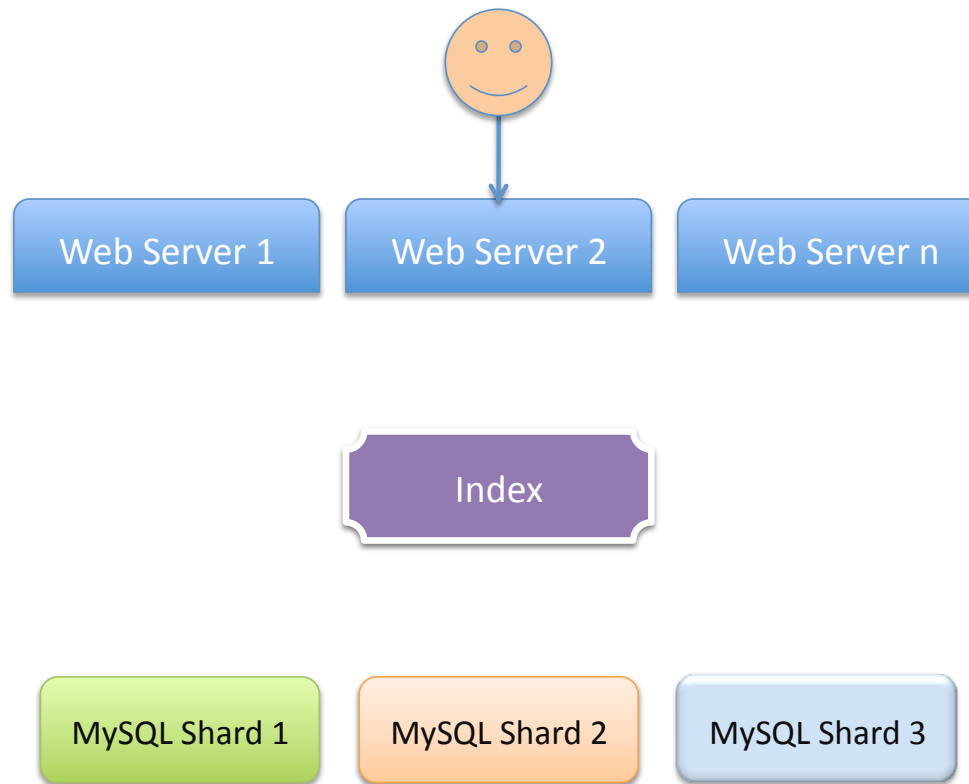 Web Server 1
Web Server 2
Web Server n
Index
MySQL Shard 1
MySQL Shard 2
MySQL Shard 3